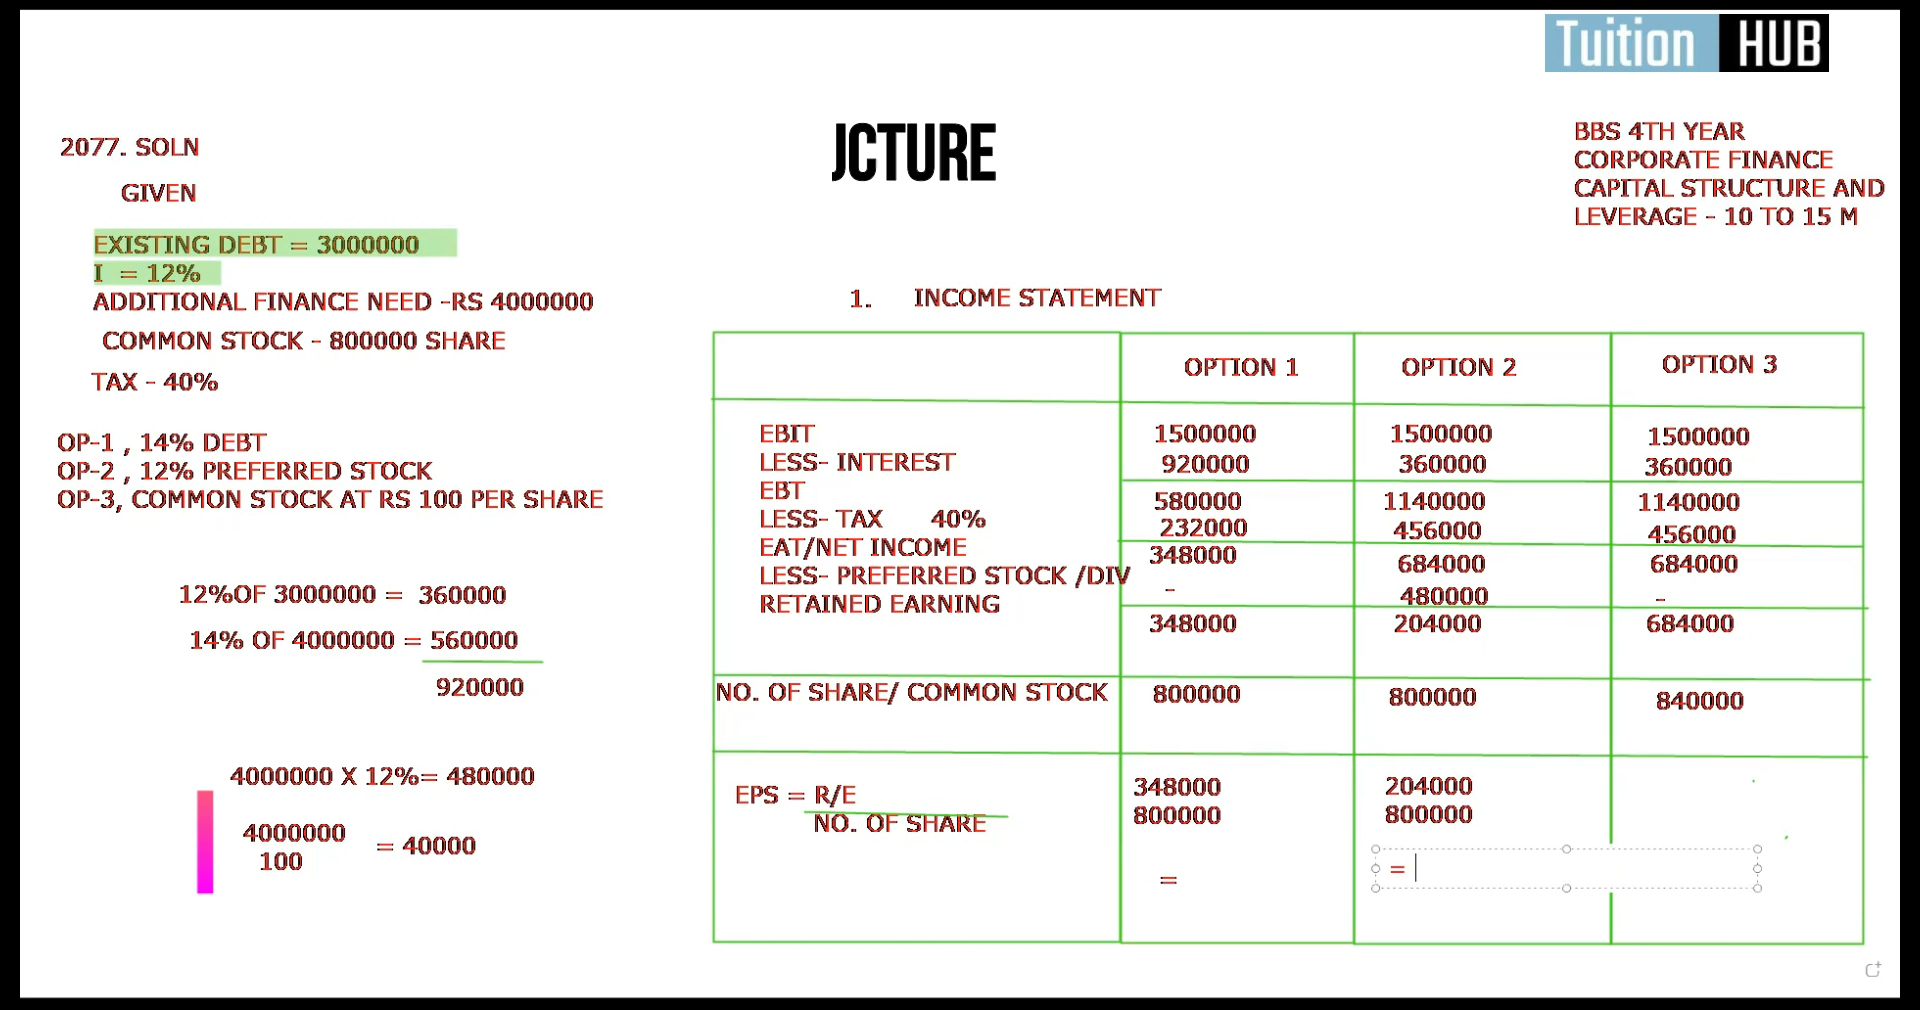 Tuition HUB
JCTURE
BBS 4TH YEAR
CORPORATE FINANCE
CAPITAL STRUCTURE AND
LEVERAGE - 10 TO 15 M
2077. SOLN
GIVEN
EXISTING DEBT = 3000000
I = 12%
ADDITIONAL FINANCE NEED -RS 4000000
COMMON STOCK - 800000 SHARE
TAX - 40%
OP-1 , 14% DEBT
OP-2 , 12% PREFERRED STOCK
OP-3, COMMON STOCK AT RS 100 PER SHARE
12%OF 3000000 = 360000
14% OF 4000000 = 560000
920000
4000000 X 12%= 480000
4000000
100
= 40000
1. INCOME STATEMENT
OPTION 1 OPTION 2 OPTION 3
EBIT 1500000 1500000 1500000
LESS- INTEREST 920000 360000 360000
EBT 580000 1140000 1140000
LESS- TAX 40% 232000 456000 456000
EAT/NET INCOME 348000 684000 684000
LESS- PREFERRED STOCK /DIV - 480000 -
RETAINED EARNING 348000 204000 684000
NO. OF SHARE/ COMMON STOCK 800000 800000 840000
EPS = R/E 348000 204000
NO. OF SHARE 800000 800000
= =